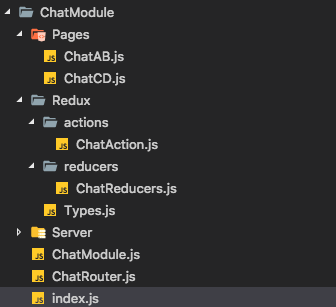 ChatModule
Pages
JS ChatAB.js
JS ChatCD.js
Redux
actions
JS ChatAction.js
reducers
JS ChatReducers.js
JS Types.js
Server
JS ChatModule.js
JS ChatRouter.js
JS index.js